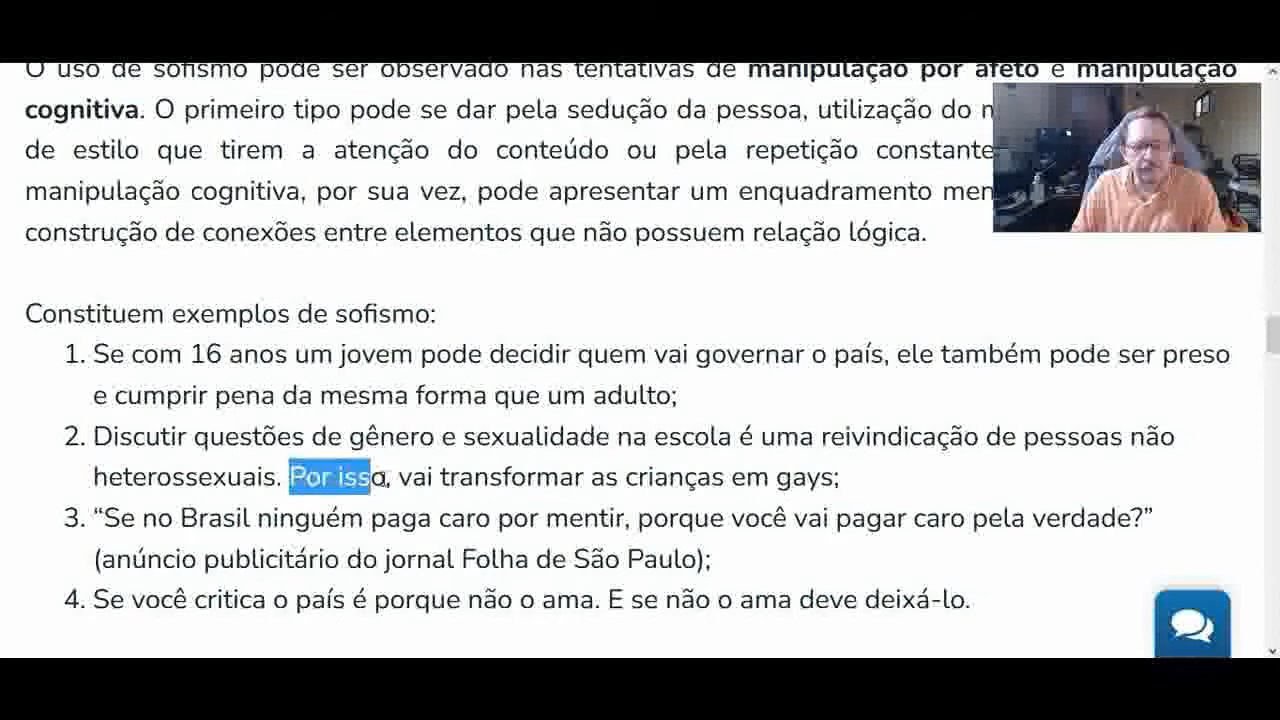 O uso de sofismo pode ser observado nas tentativas de manipulação por afeto e manipulação
cognitiva. O primeiro tipo pode se dar pela sedução da pessoa, utilização do
de estilo que tirem a atenção do conteúdo ou pela repetição constante
manipulação cognitiva, por sua vez, pode apresentar um enquadramento
construção de conexões entre elementos que não possuem relação lógica.
Constituem exemplos de sofismo:
1. Se com 16 anos um jovem pode decidir quem vai governar o país, ele também pode ser preso
e cumprir pena da mesma forma que um adulto;
2. Discutir questões de gênero e sexualidade na escola é uma reivindicação de pessoas não
heterossexuais. Por isso, vai transformar as crianças em gays;
3. “Se no Brasil ninguém paga caro por mentir, porque você vai pagar caro pela verdade?”
(anúncio publicitário do jornal Folha de São Paulo);
4. Se você critica o país é porque não o ama. E se não o ama deve deixá-lo.